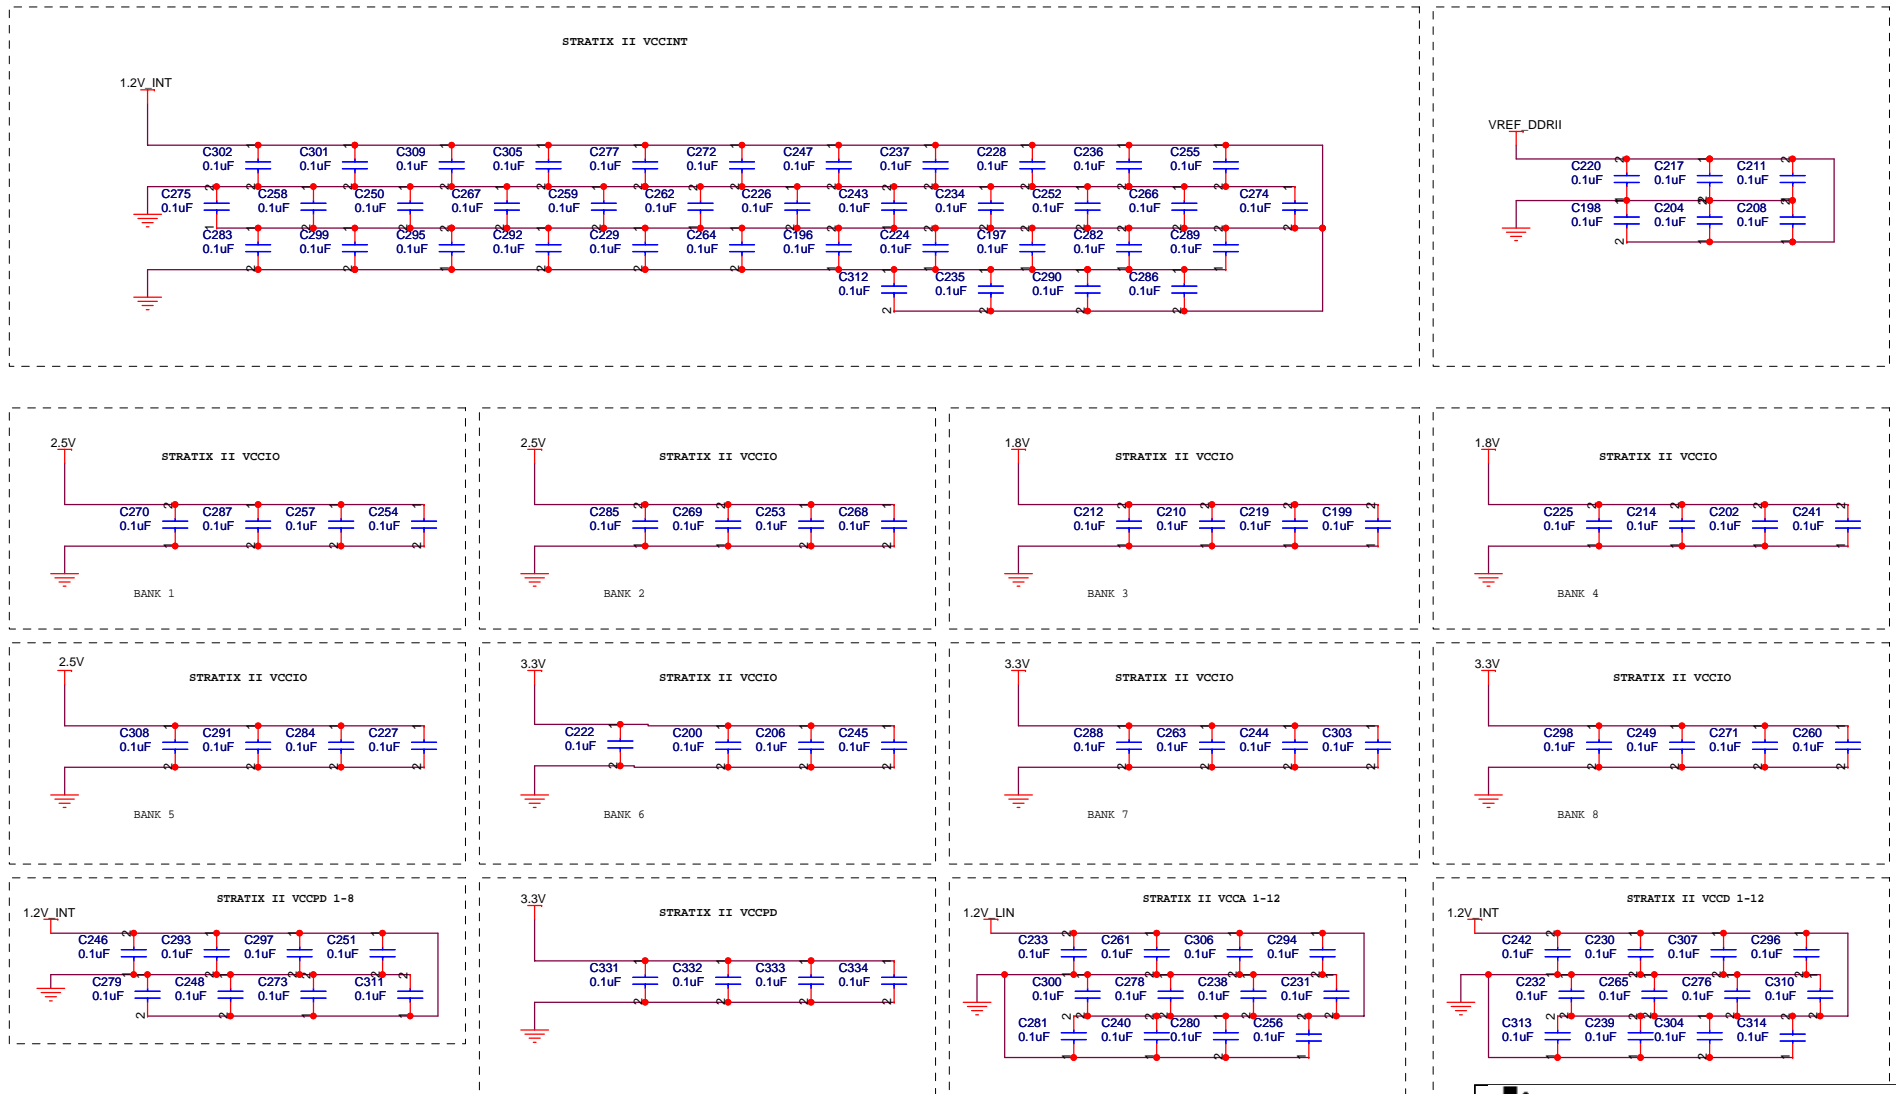 STRATIX II VCCINT
1.2V_INT
C302 C301 C309 C305 C277 C272 C247 C237 C228 C236 C255
0.1uF 0.1uF 0.1uF 0.1uF 0.1uF 0.1uF 0.1uF 0.1uF 0.1uF 0.1uF 0.1uF
C275 C258 C250 C267 C259 C262 C226 C243 C234 C252 C266 C274
0.1uF 0.1uF 0.1uF 0.1uF 0.1uF 0.1uF 0.1uF 0.1uF 0.1uF 0.1uF 0.1uF 0.1uF
C283 C299 C295 C292 C229 C264 C196 C224 C197 C282 C289
0.1uF 0.1uF 0.1uF 0.1uF 0.1uF 0.1uF 0.1uF 0.1uF 0.1uF 0.1uF 0.1uF
C312 C235 C290 C286
0.1uF 0.1uF 0.1uF 0.1uF
VREF_DDRII
C220 C217 C211
0.1uF 0.1uF 0.1uF
C198 C204 C208
0.1uF 0.1uF 0.1uF
2.5V
STRATIX II VCCIO
C270 C287 C257 C254
0.1uF 0.1uF 0.1uF 0.1uF
BANK 1
2.5V
STRATIX II VCCIO
C285 C269 C253 C268
0.1uF 0.1uF 0.1uF 0.1uF
BANK 2
1.8V
STRATIX II VCCIO
C212 C210 C219 C199
0.1uF 0.1uF 0.1uF 0.1uF
BANK 3
1.8V
STRATIX II VCCIO
C225 C214 C202 C241
0.1uF 0.1uF 0.1uF 0.1uF
BANK 4
2.5V
STRATIX II VCCIO
C308 C291 C284 C227
0.1uF 0.1uF 0.1uF 0.1uF
BANK 5
3.3V
STRATIX II VCCIO
C222 C200 C206 C245
0.1uF 0.1uF 0.1uF 0.1uF
BANK 6
3.3V
STRATIX II VCCIO
C288 C263 C244 C303
0.1uF 0.1uF 0.1uF 0.1uF
BANK 7
3.3V
STRATIX II VCCIO
C298 C249 C271 C260
0.1uF 0.1uF 0.1uF 0.1uF
BANK 8
STRATIX II VCCPD 1-8
1.2V_INT
C246 C293 C297 C251
0.1uF 0.1uF 0.1uF 0.1uF
C279 C248 C273 C311
0.1uF 0.1uF 0.1uF 0.1uF
3.3V
STRATIX II VCCPD
C331 C332 C333 C334
0.1uF 0.1uF 0.1uF 0.1uF
STRATIX II VCCA 1-12
1.2V_LIN
C233 C261 C306 C294
0.1uF 0.1uF 0.1uF 0.1uF
C300 C278 C238 C231
0.1uF 0.1uF 0.1uF 0.1uF
C281 C240 C280 C256
0.1uF 0.1uF 0.1uF 0.1uF
STRATIX II VCCD 1-12
1.2V_INT
C242 C230 C307 C296
0.1uF 0.1uF 0.1uF 0.1uF
C232 C265 C276 C310
0.1uF 0.1uF 0.1uF 0.1uF
C313 C239 C304 C314
0.1uF 0.1uF 0.1uF 0.1uF